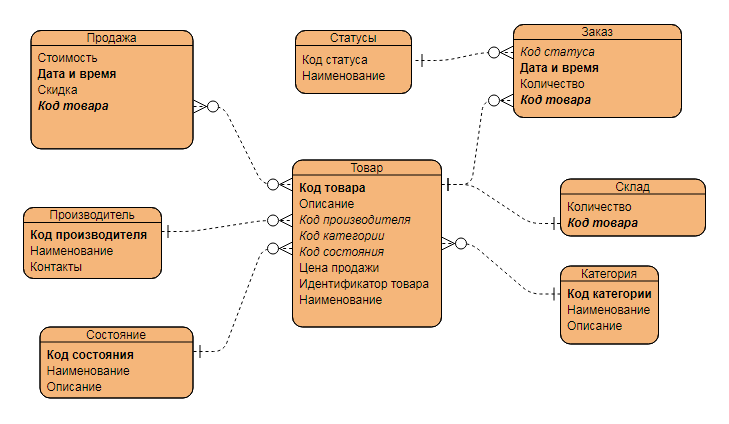 Продажа
Стоимость
Дата и время
Скидка
Код товара
Статусы
Код статуса
Наименование
Заказ
Код статуса
Дата и время
Количество
Код товара
Товар
Код товара
Описание
Код производителя
Код категории
Код состояния
Цена продажи
Идентификатор товара
Наименование
Производитель
Код производителя
Наименование
Контакты
Склад
Количество
Код товара
Категория
Код категории
Наименование
Описание
Состояние
Код состояния
Наименование
Описание